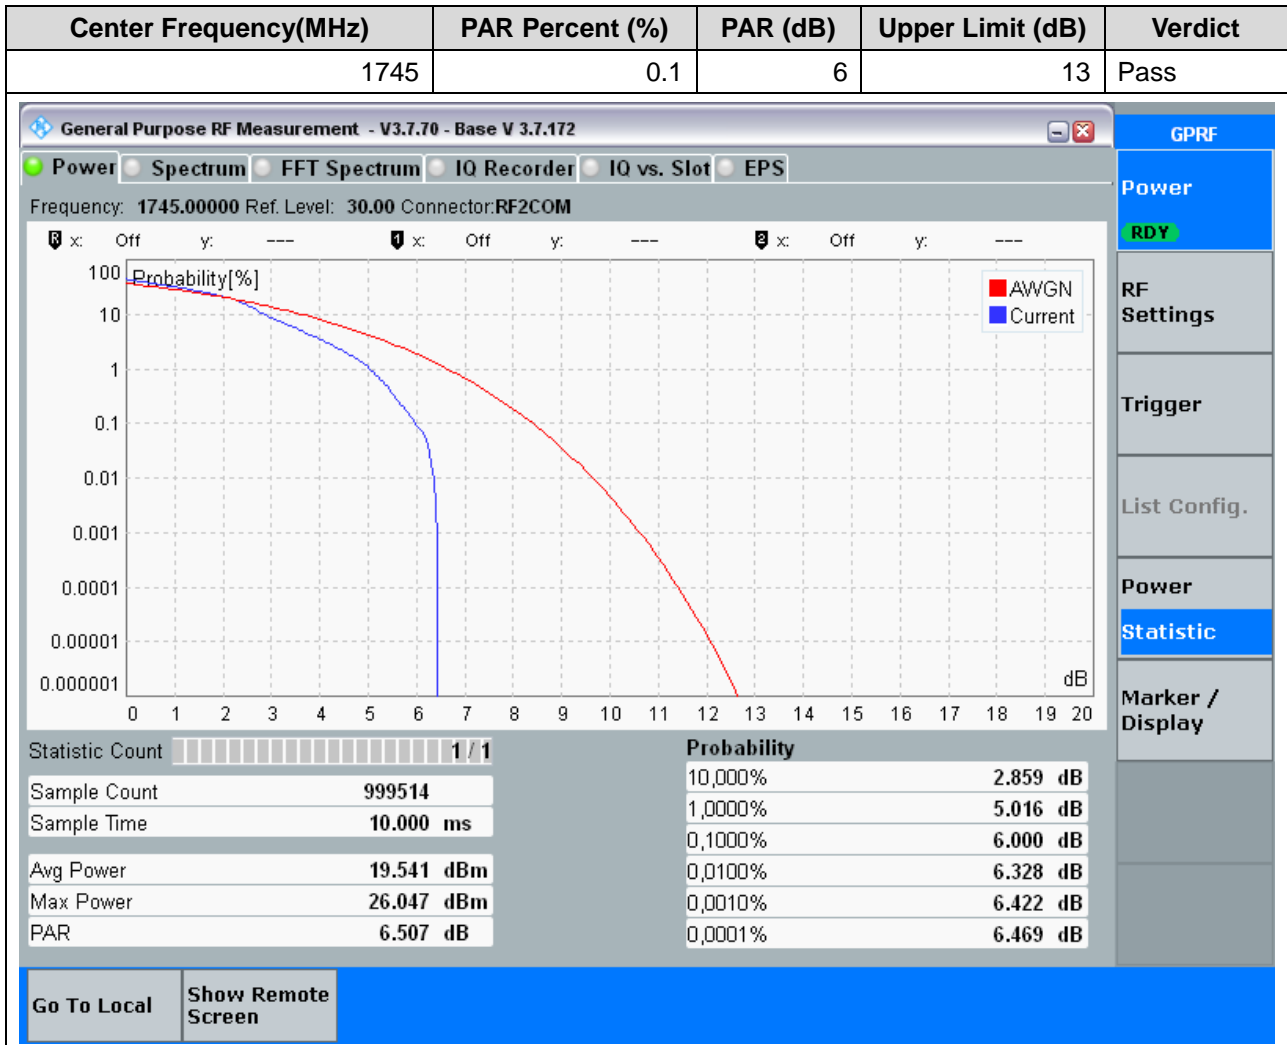 Center Frequency(MHz) PAR Percent (%) PAR (dB) Upper Limit (dB) Verdict
1745 0.1 6 13 Pass
General Purpose RF Measurement - V3.7.70 - Base V 3.7.172
GPRF
Power Spectrum FFT Spectrum IQ Recorder IQ vs. Slot EPS
Frequency: 1745.00000 Ref. Level: 30.00 Connector:RF2COM
R x: Off y: --- 1 x: Off y: --- 2 x: Off y: ---
Probability[%]
AWGN
Current
100
10
1
0.1
0.01
0.001
0.0001
0.00001
0.000001
dB
0 1 2 3 4 5 6 7 8 9 10 11 12 13 14 15 16 17 18 19 20
Statistic Count 1 / 1
Sample Count 999514
Sample Time 10.000 ms
Avg Power 19.541 dBm
Max Power 26.047 dBm
PAR 6.507 dB
Probability
10,000% 2.859 dB
1,0000% 5.016 dB
0,1000% 6.000 dB
0,0100% 6.328 dB
0,0010% 6.422 dB
0,0001% 6.469 dB
Power
RDY
RF
Settings
Trigger
List Config.
Power
Statistic
Marker /
Display
Go To Local
Show Remote
Screen